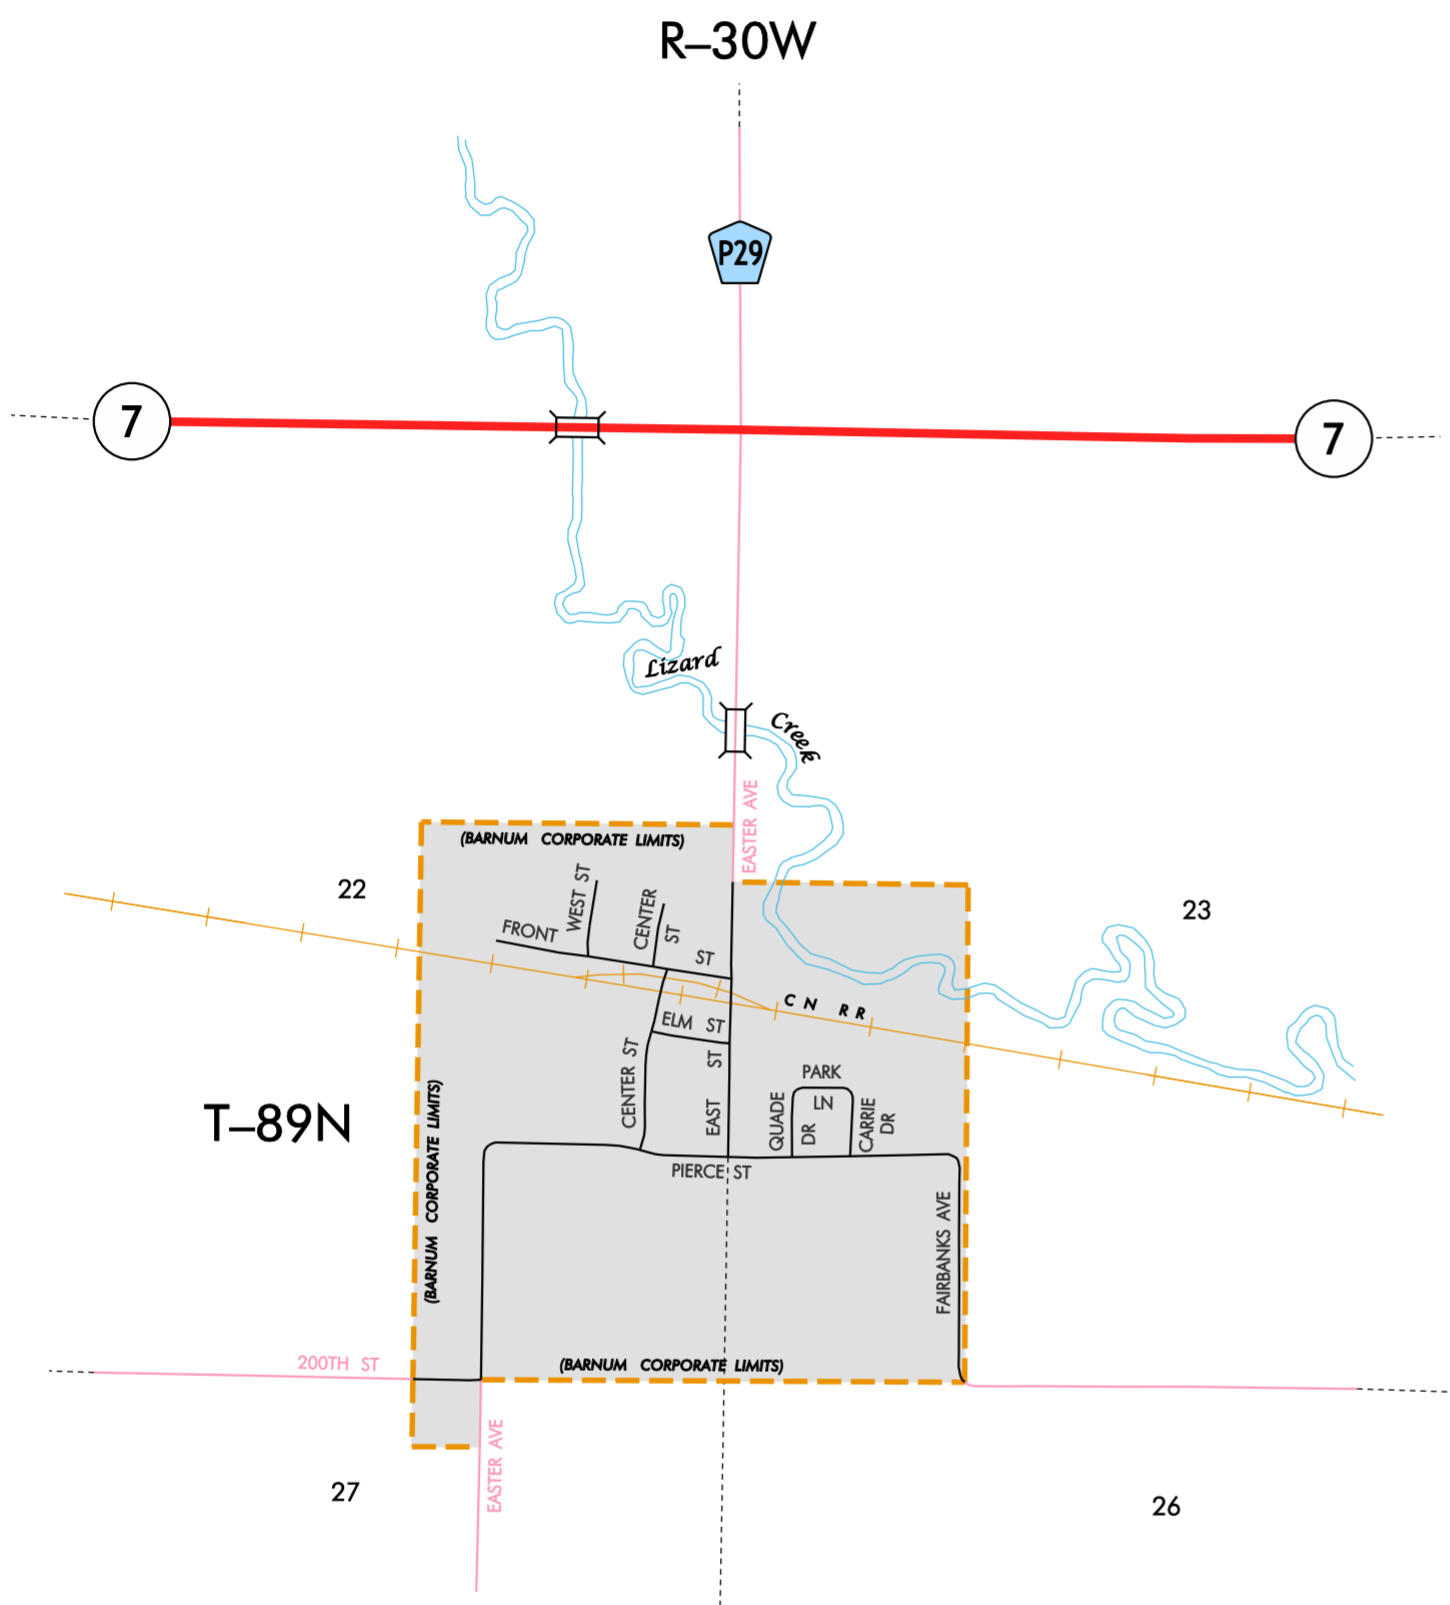 R–30W
P29
7
7
Lizard
Creek
EASTER AVE
(BARNUM CORPORATE LIMITS)
22
23
WEST ST
CENTER
ST
FRONT
ST
CN RR
ELM ST
CENTER ST
EAST
ST
PARK
LN
QUADE
DR
CARRIE
DR
T–89N
(BARNUM CORPORATE LIMITS)
PIERCE ST
FAIRBANKS AVE
200TH ST
(BARNUM CORPORATE LIMITS)
EASTER AVE
27
26